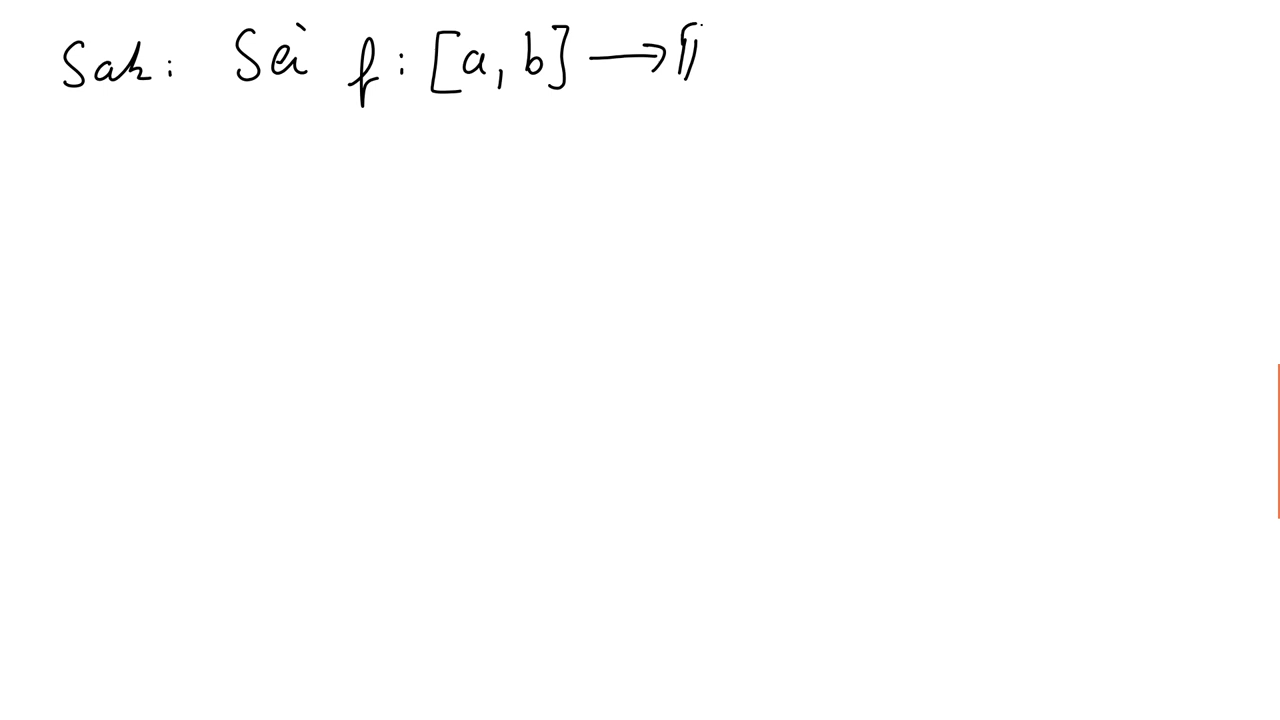 Satz: Sei f: [a, b] →